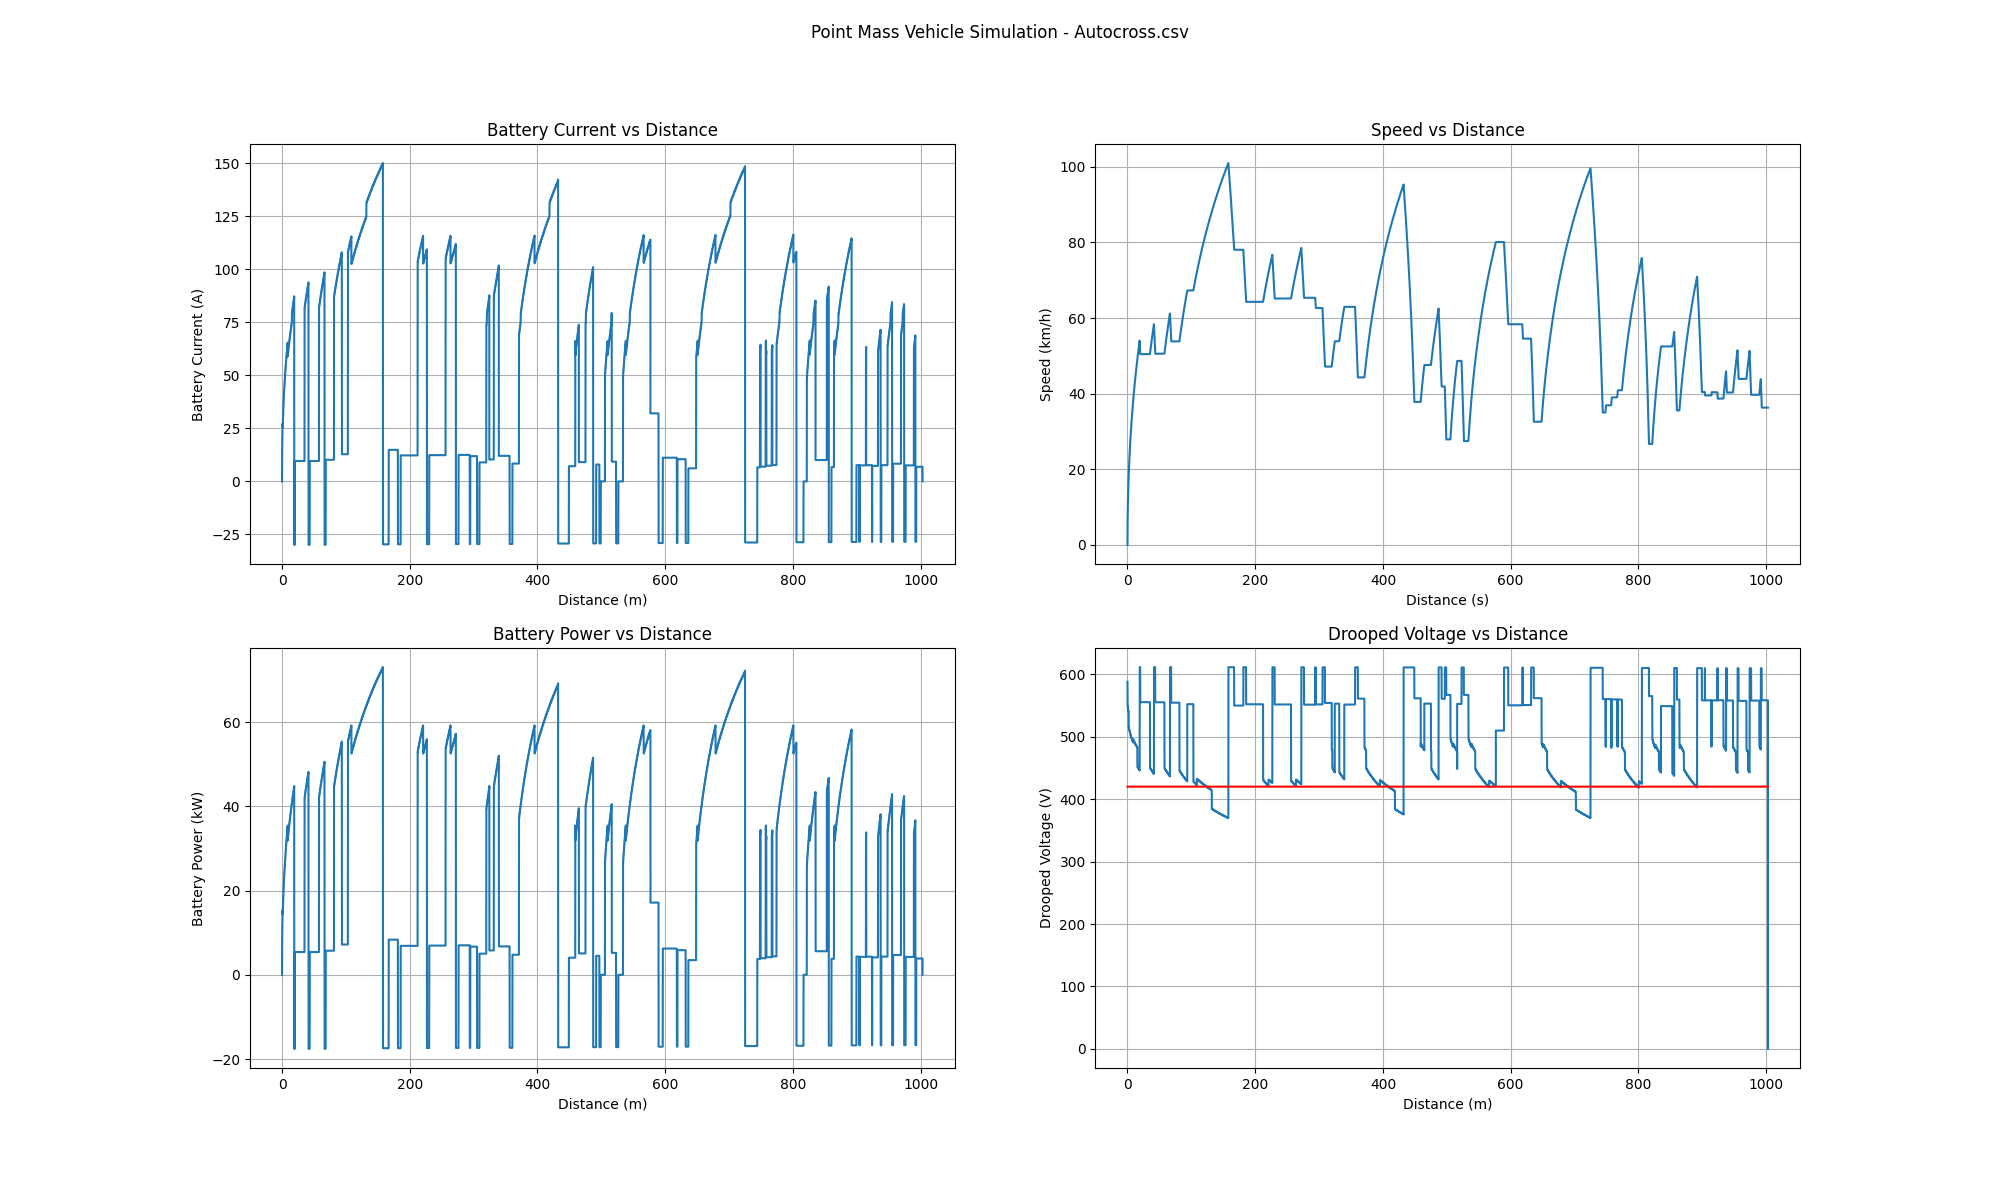 Point Mass Vehicle Simulation - Autocross.csv
Battery Current vs Distance
Battery Current (A)
150
125
100
75
50
25
0
−25
0 200 400 600 800 1000
Distance (m)
Speed vs Distance
Speed (km/h)
100
80
60
40
20
0
0 200 400 600 800 1000
Distance (s)
Battery Power vs Distance
Battery Power (kW)
60
40
20
0
−20
0 200 400 600 800 1000
Distance (m)
Drooped Voltage vs Distance
Drooped Voltage (V)
600
500
400
300
200
100
0
0 200 400 600 800 1000
Distance (m)